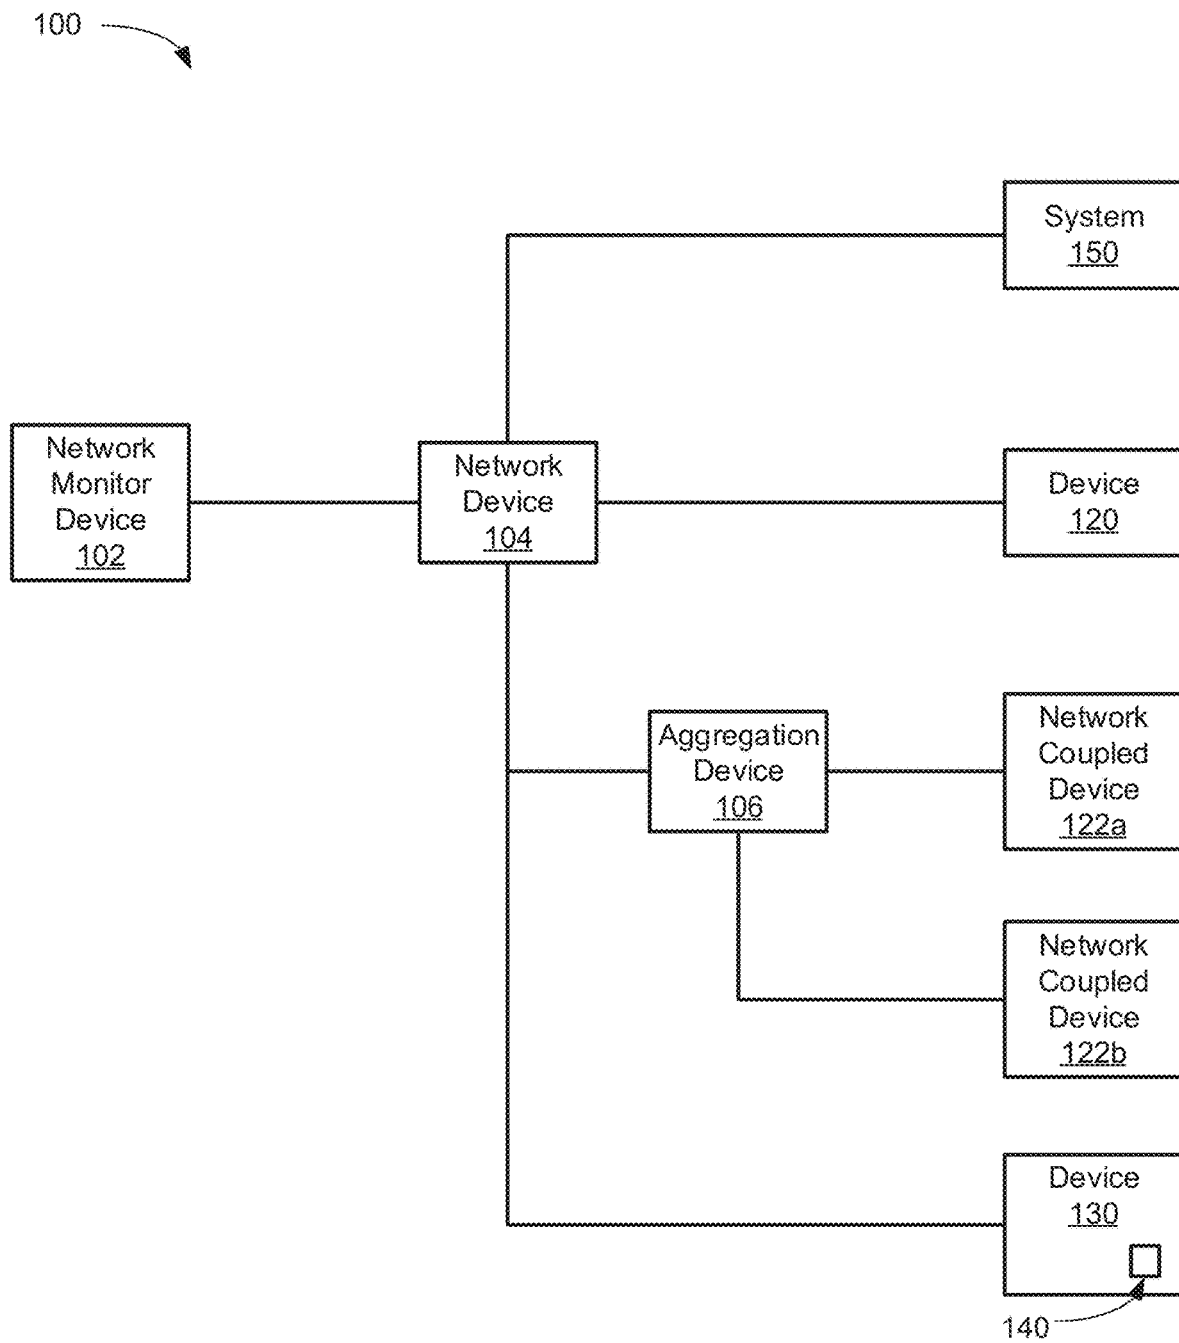 100
System
150
Network
Monitor
Device
102
Network
Device
104
Device
120
Aggregation
Device
106
Network
Coupled
Device
122a
Network
Coupled
Device
122b
Device
130
140